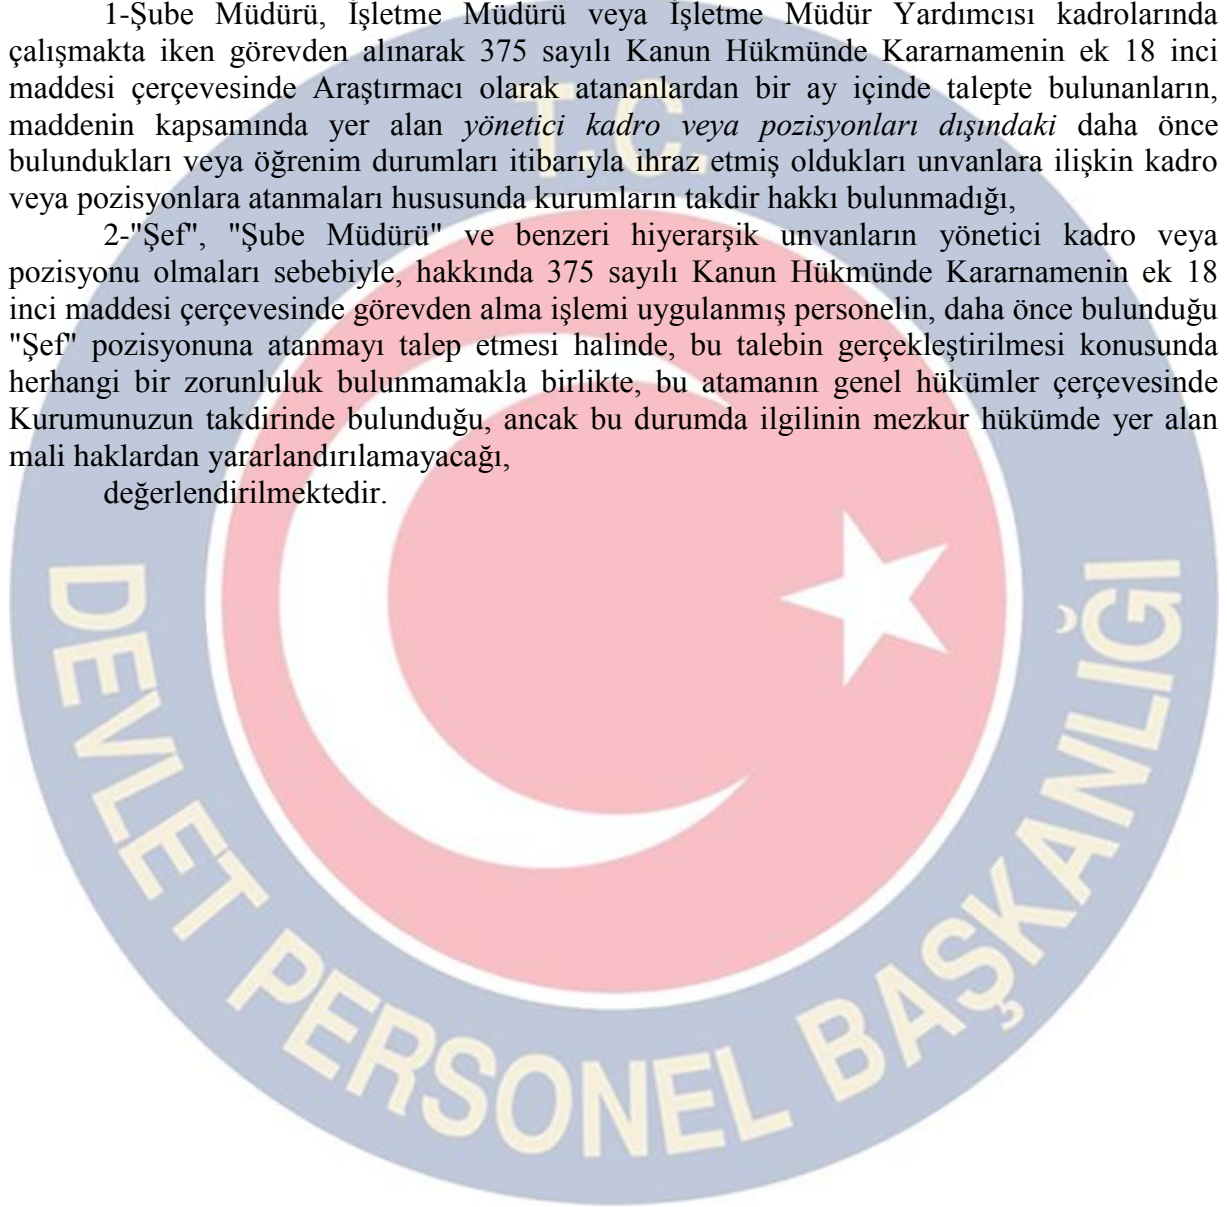 1-Şube Müdürü, İşletme Müdürü veya İşletme Müdür Yardımcısı kadrolarında
çalışmakta iken görevden alınarak 375 sayılı Kanun Hükmünde Kararnamenin ek 18 inci
maddesi çerçevesinde Araştırmacı olarak atananlardan bir ay içinde talepte bulunanların,
maddenin kapsamında yer alan yönetici kadro veya pozisyonları dışındaki daha önce
bulundukları veya öğrenim durumları itibarıyla ihraz etmiş oldukları unvanlara ilişkin kadro
veya pozisyonlara atanmaları hususunda kurumların takdir hakkı bulunmadığı,
2-"Şef", "Şube Müdürü" ve benzeri hiyerarşik unvanların yönetici kadro veya
pozisyonu olmaları sebebiyle, hakkında 375 sayılı Kanun Hükmünde Kararnamenin ek 18
inci maddesi çerçevesinde görevden alma işlemi uygulanmış personelin, daha önce bulunduğu
"Şef" pozisyonuna atanmayı talep etmesi halinde, bu talebin gerçekleştirilmesi konusunda
herhangi bir zorunluluk bulunmamakla birlikte, bu atamanın genel hükümler çerçevesinde
Kurumunuzun takdirinde bulunduğu, ancak bu durumda ilgilinin mezkur hükümde yer alan
mali haklardan yararlandırılamayacağı,
değerlendirilmektedir.
T.C.
DEVLET PERSONEL BAŞKANLIĞI